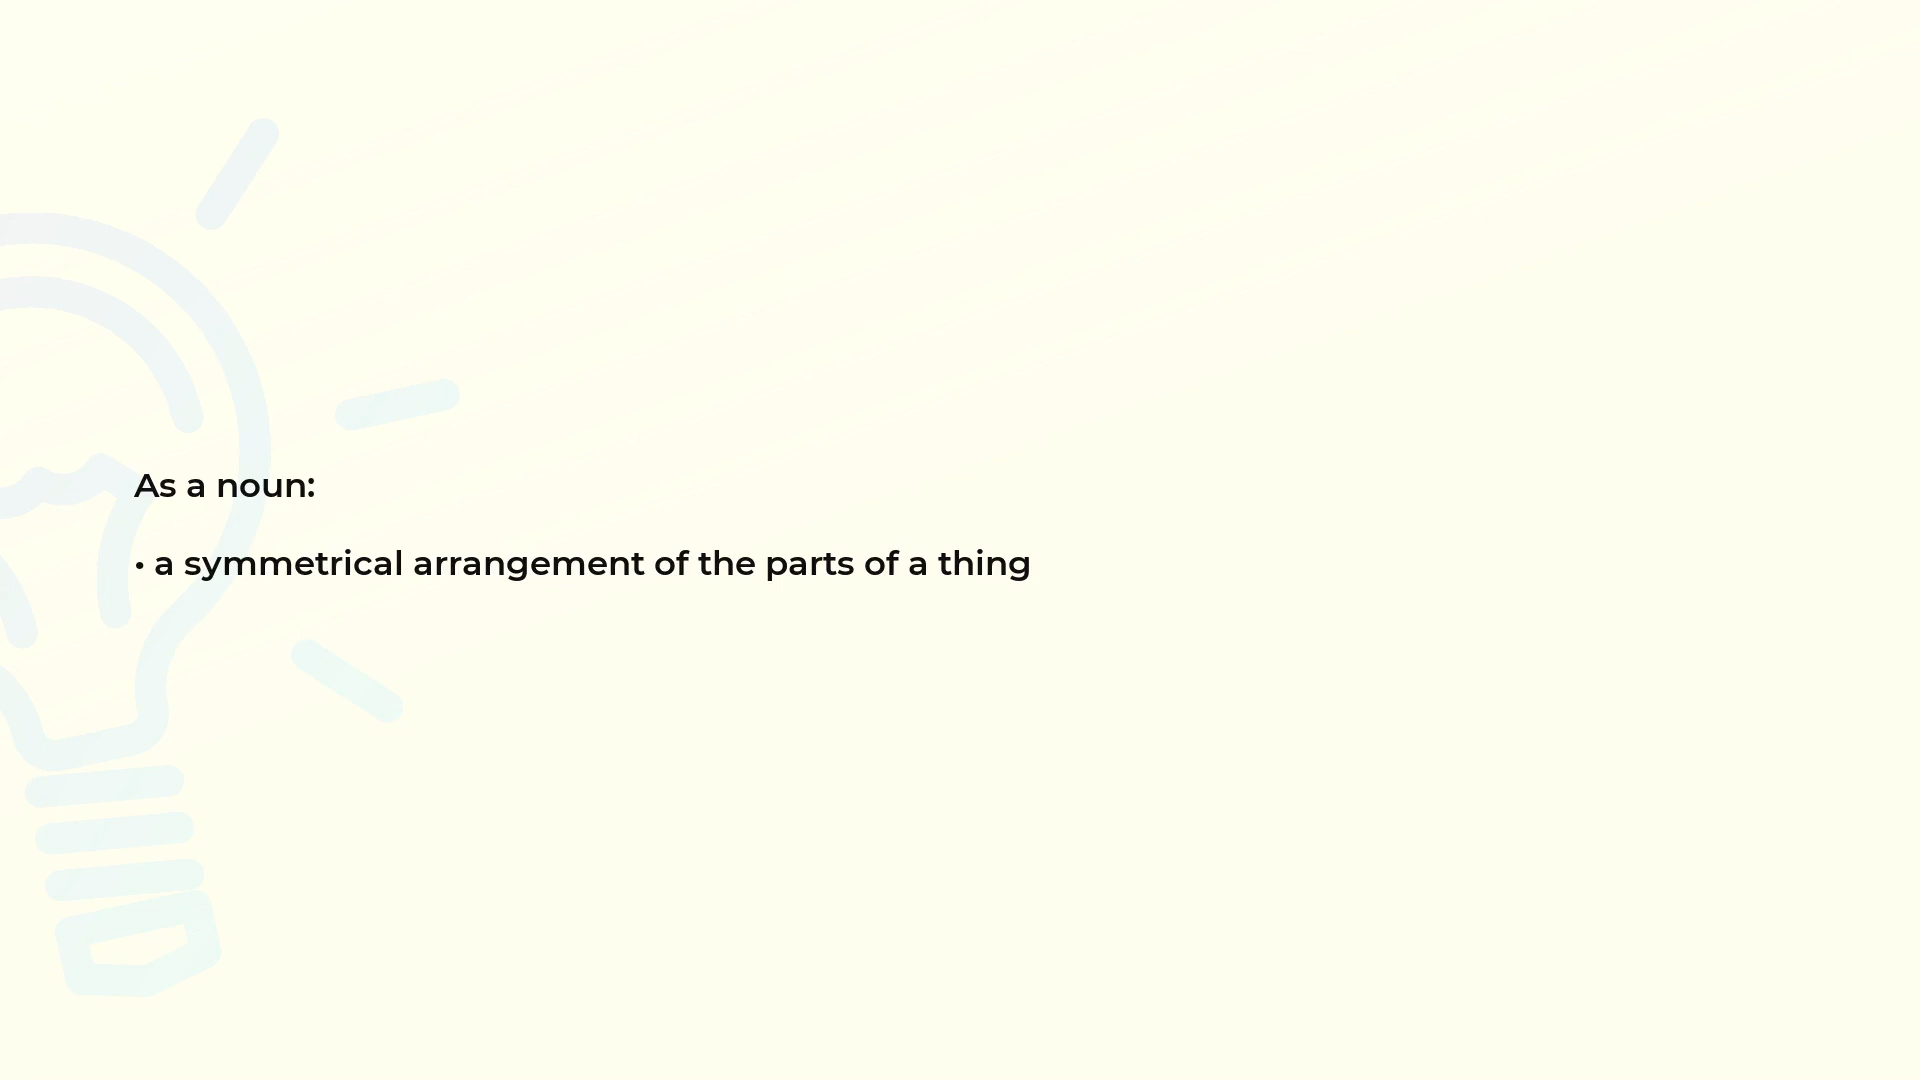 As a noun:
• a symmetrical arrangement of the parts of a thing